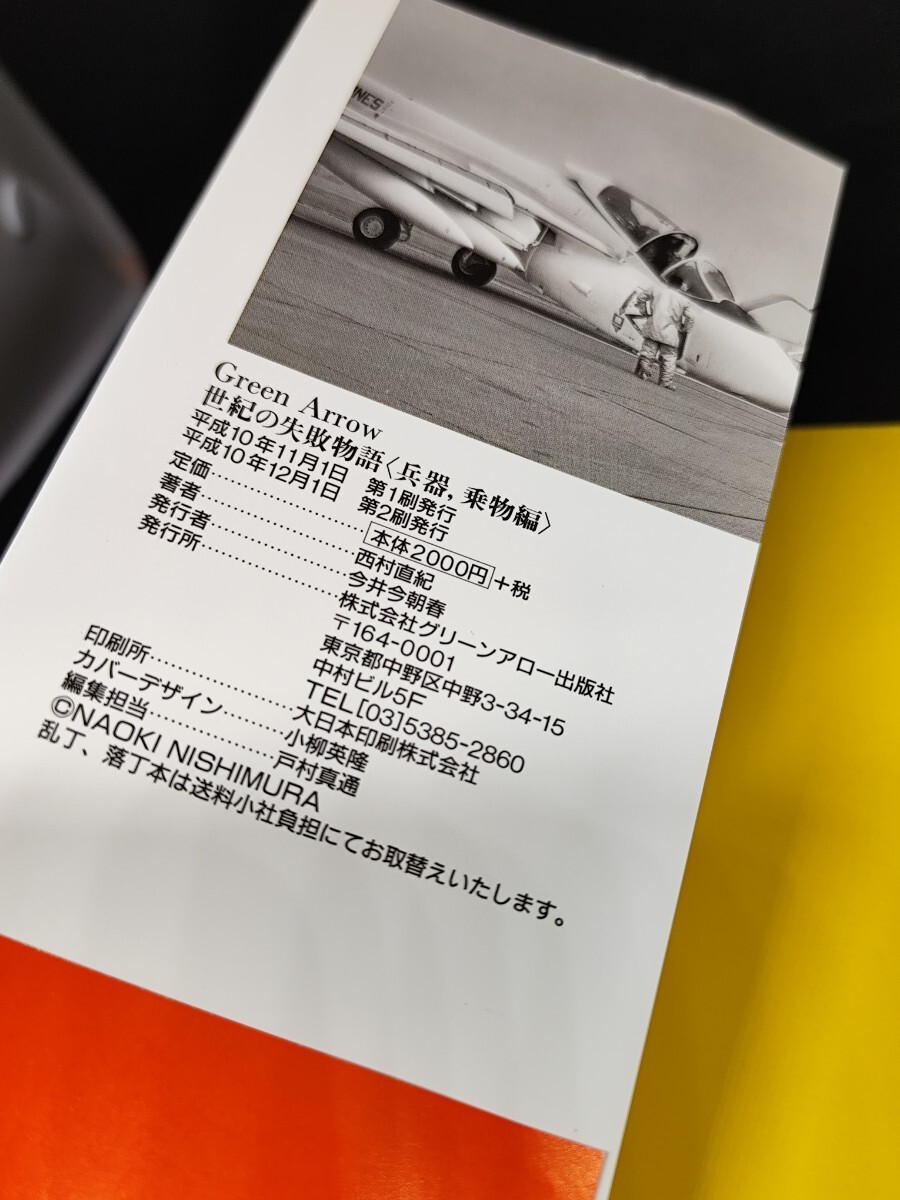 NES
Green Arrow
世紀の失敗物語〈兵器，乗物編〉
平成10年11月1日 第1刷発行
平成10年12月1日 第2刷発行
定価………………本体2000円+税
著者………………西村直紀
発行者………………今井今朝春
発行所………………株式会社グリーンアロー出版社
〒164-0001
東京都中野区中野3-34-15
中村ビル5F
TEL[03]5385-2860
印刷所………………大日本印刷株式会社
カバーデザイン………小柳英隆
編集担当………………戸村真通
©NAOKI NISHIMURA
乱丁、落丁本は送料小社負担にてお取替えいたします。